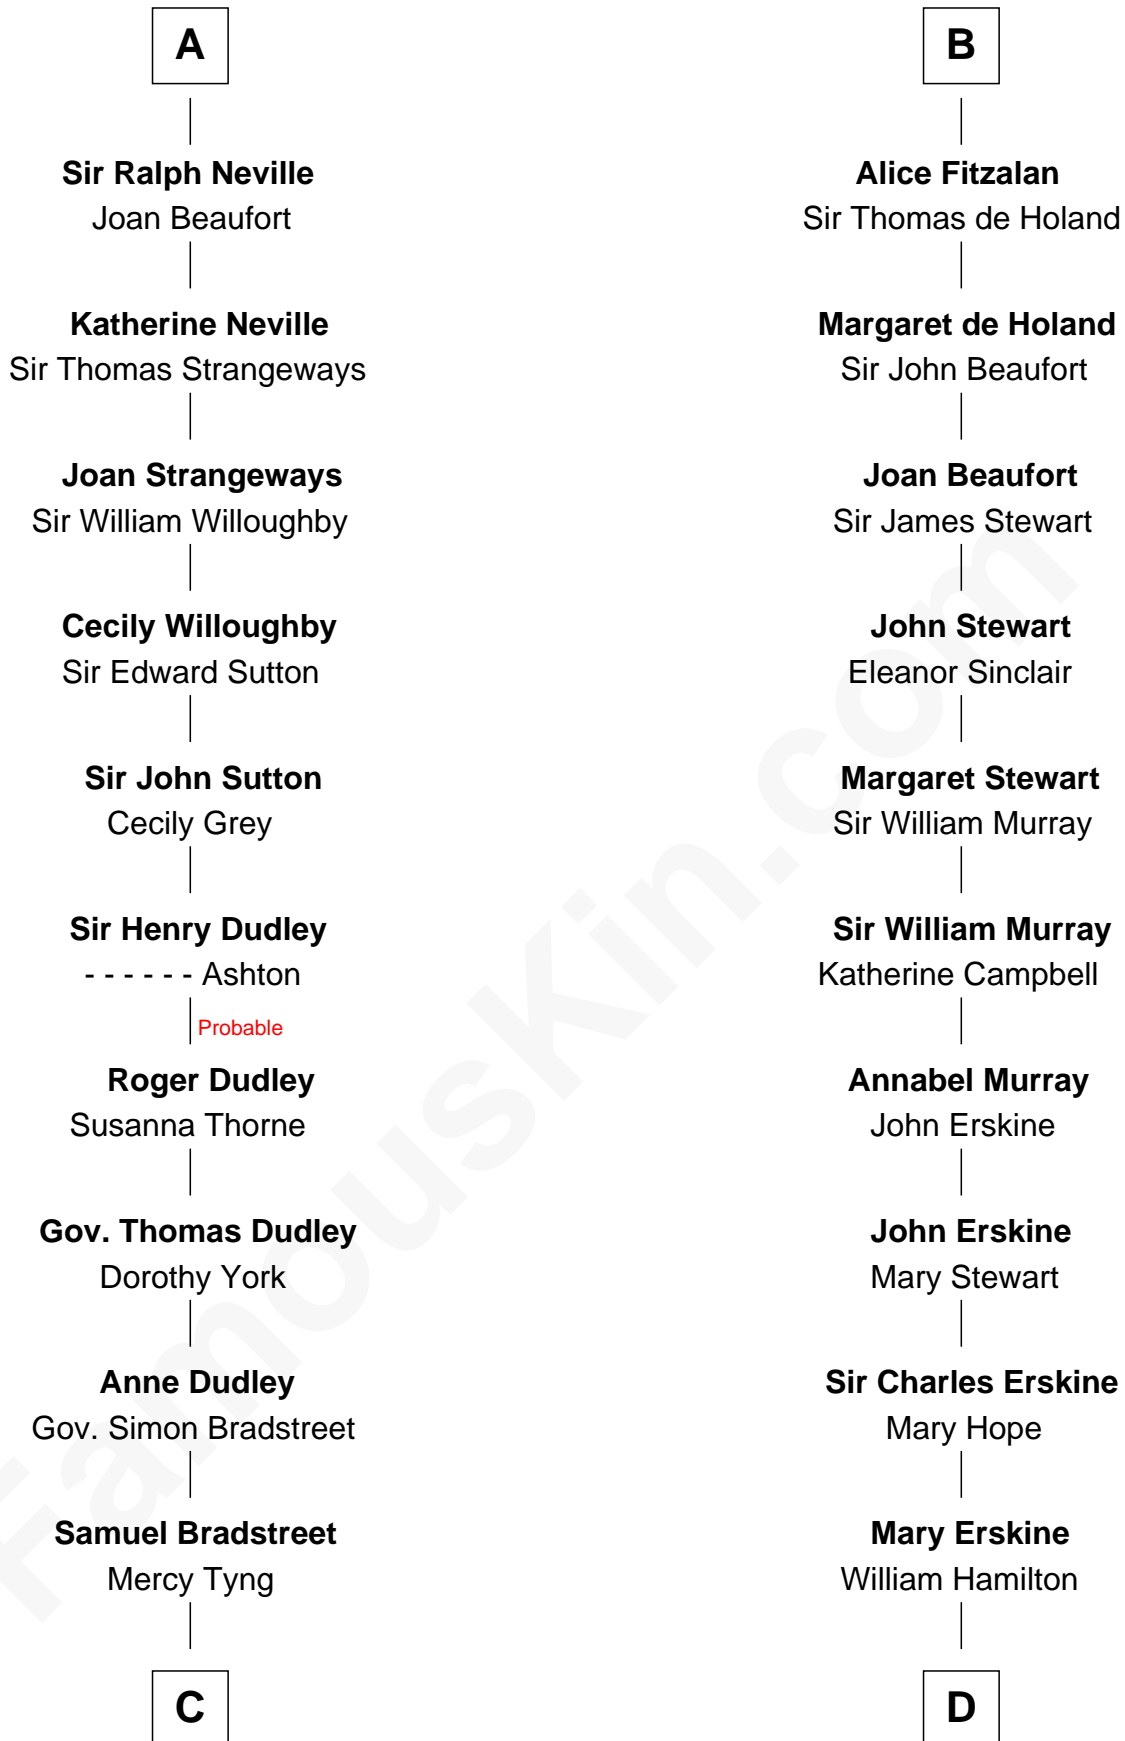 A
Sir Ralph Neville
Joan Beaufort
Katherine Neville
Sir Thomas Strangeways
Joan Strangeways
Sir William Willoughby
Cecily Willoughby
Sir Edward Sutton
Sir John Sutton
Cecily Grey
Sir Henry Dudley
- - - - - - Ashton
Probable
Roger Dudley
Susanna Thorne
Gov. Thomas Dudley
Dorothy York
Anne Dudley
Gov. Simon Bradstreet
Samuel Bradstreet
Mercy Tyng
C
B
Alice Fitzalan
Sir Thomas de Holand
Margaret de Holand
Sir John Beaufort
Joan Beaufort
Sir James Stewart
John Stewart
Eleanor Sinclair
Margaret Stewart
Sir William Murray
Sir William Murray
Katherine Campbell
Annabel Murray
John Erskine
John Erskine
Mary Stewart
Sir Charles Erskine
Mary Hope
Mary Erskine
William Hamilton
D
FamousKin.com